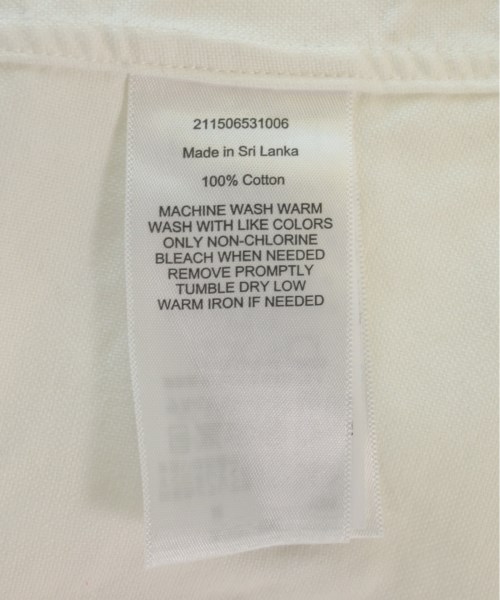 211506531006
Made in Sri Lanka
100% Cotton
MACHINE WASH WARM
WASH WITH LIKE COLORS
ONLY NON-CHLORINE
BLEACH WHEN NEEDED
REMOVE PROMPTLY
TUMBLE DRY LOW
WARM IRON IF NEEDED